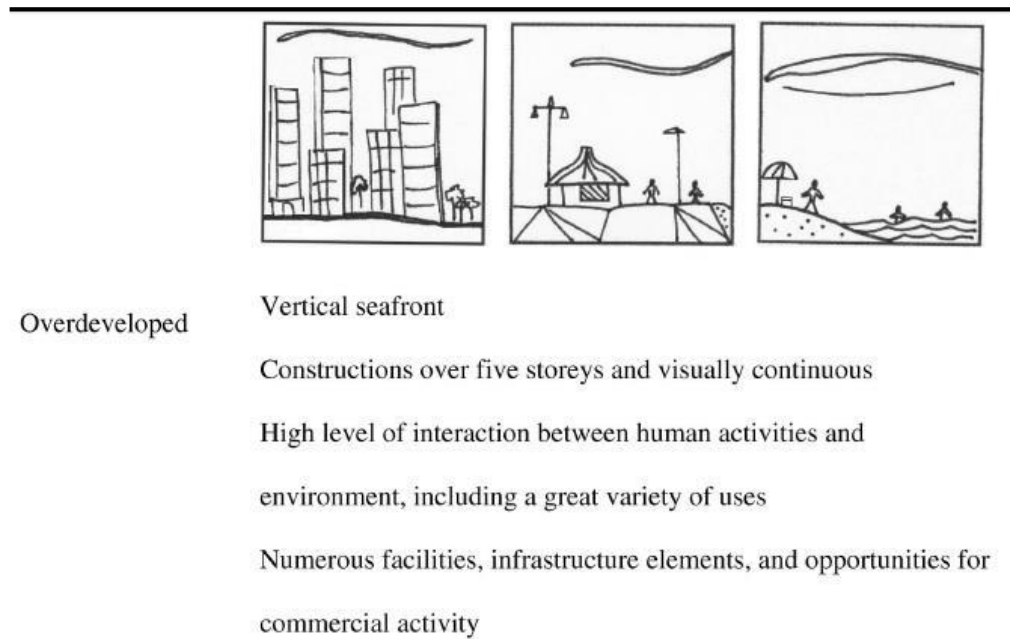 Overdeveloped
Vertical seafront
Constructions over five storeys and visually continuous
High level of interaction between human activities and
environment, including a great variety of uses
Numerous facilities, infrastructure elements, and opportunities for
commercial activity